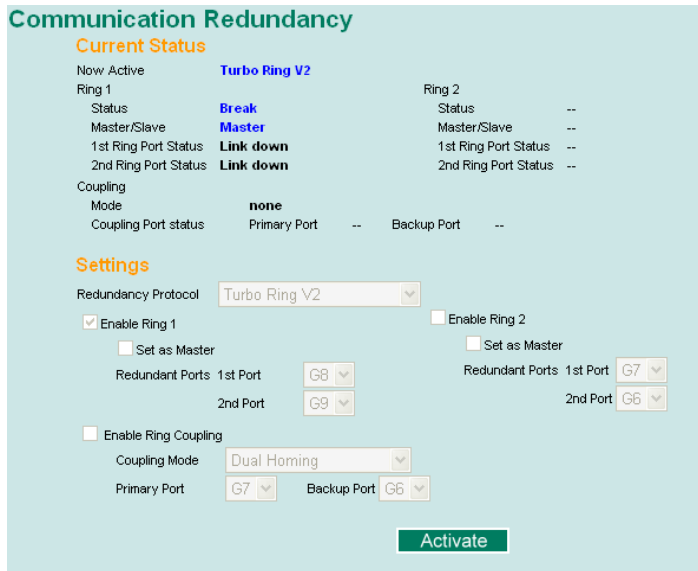 Communication Redundancy
Current Status
Now Active Turbo Ring V2
Ring 1 Ring 2
Status Break Status --
Master/Slave Master Master/Slave --
1st Ring Port Status Link down 1st Ring Port Status --
2nd Ring Port Status Link down 2nd Ring Port Status --
Coupling
Mode none
Coupling Port status Primary Port -- Backup Port --
Settings
Redundancy Protocol Turbo Ring V2
Enable Ring 1 Enable Ring 2
Set as Master Set as Master
Redundant Ports 1st Port G8 Redundant Ports 1st Port G7
2nd Port G9 2nd Port G6
Enable Ring Coupling
Coupling Mode Dual Homing
Primary Port G7 Backup Port G6
Activate